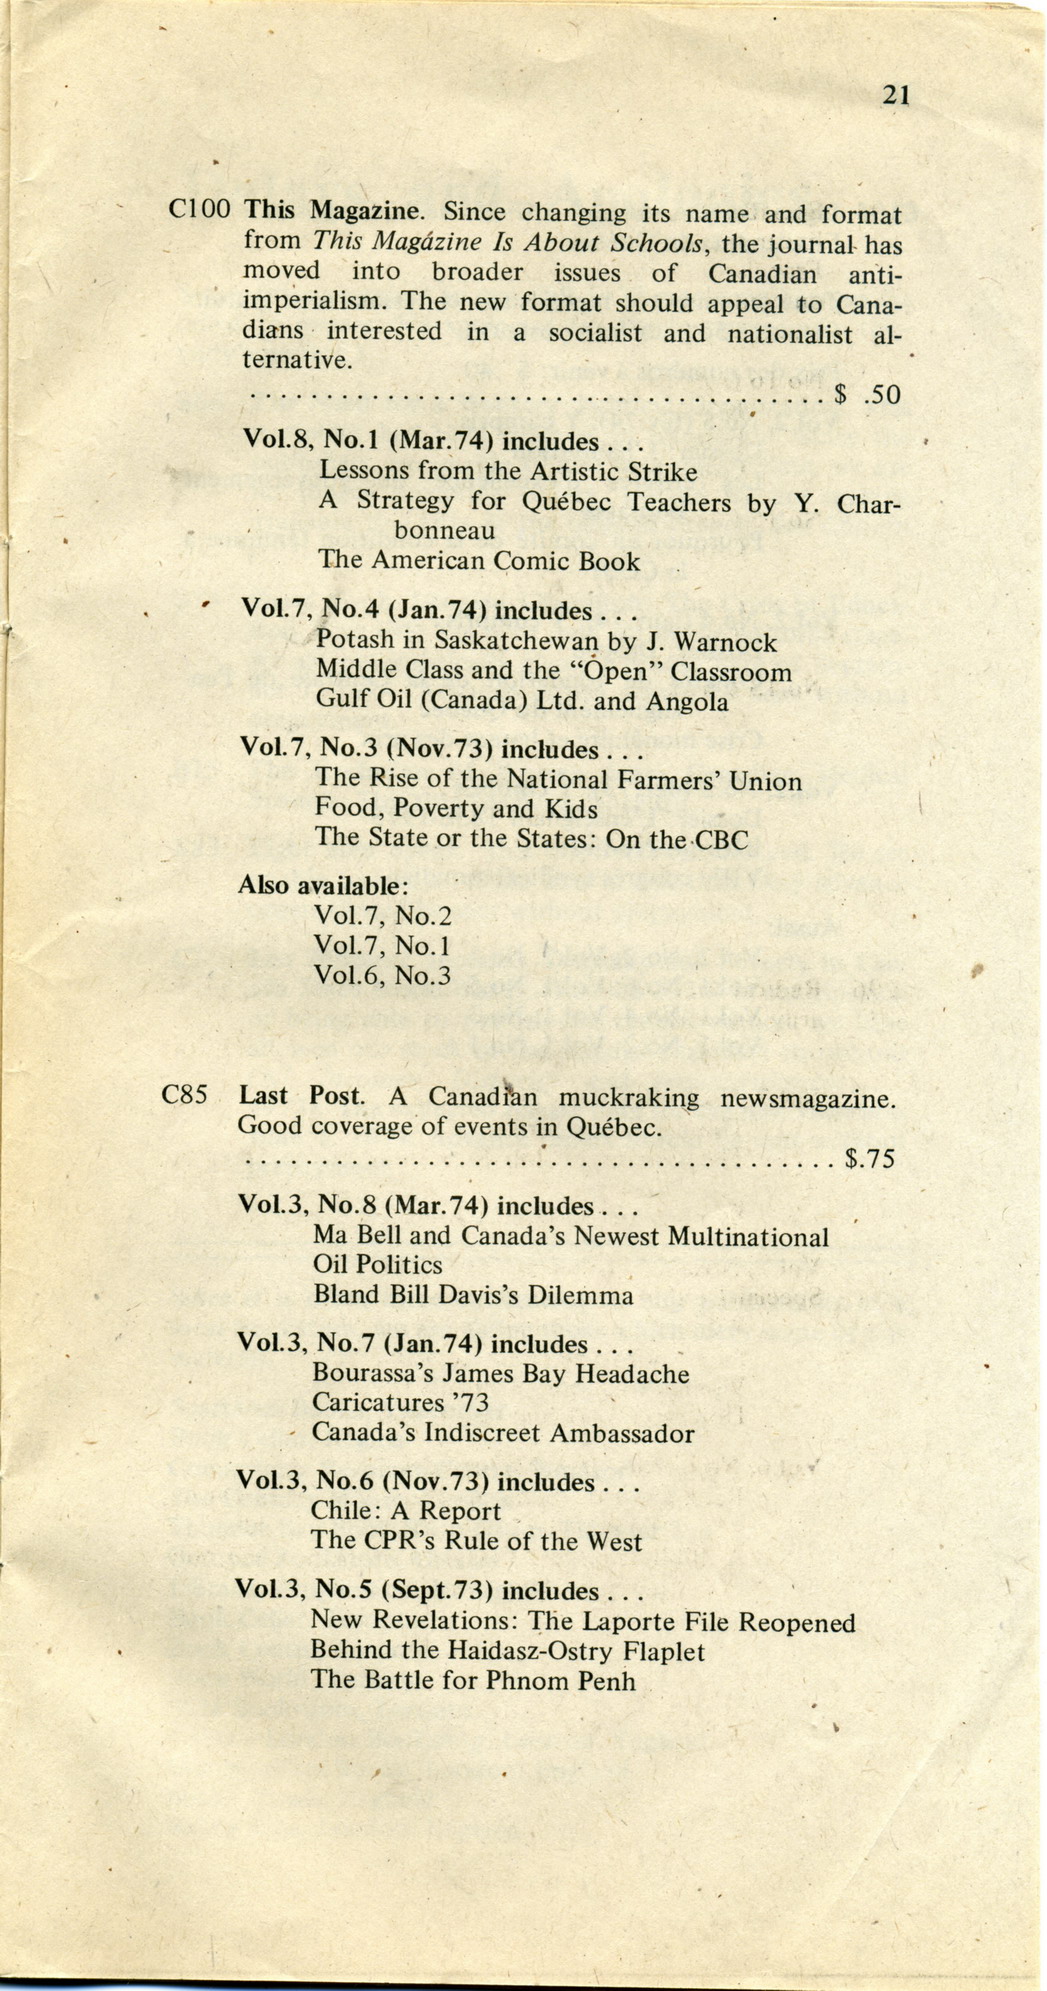 21
C100 This Magazine. Since changing its name and format
from This Magazine Is About Schools, the journal has
moved into broader issues of Canadian anti-
imperialism. The new format should appeal to Cana-
dians interested in a socialist and nationalist al-
ternative.
. . . . . . . . . . . . . . . . . . . . . . . . . . . . . . . . . . . . . . $ .50
Vol.8, No.1 (Mar.74) includes . . .
Lessons from the Artistic Strike
A Strategy for Québec Teachers by Y. Char-
bonneau
The American Comic Book
Vol.7, No.4 (Jan.74) includes . . .
Potash in Saskatchewan by J. Warnock
Middle Class and the “Open” Classroom
Gulf Oil (Canada) Ltd. and Angola
Vol.7, No.3 (Nov.73) includes . . .
The Rise of the National Farmers’ Union
Food, Poverty and Kids
The State or the States: On the CBC
Also available:
Vol.7, No.2
Vol.7, No.1
Vol.6, No.3
C85 Last Post. A Canadian muckraking newsmagazine.
Good coverage of events in Québec.
. . . . . . . . . . . . . . . . . . . . . . . . . . . . . . . . . . . . . . . $.75
Vol.3, No.8 (Mar.74) includes . . .
Ma Bell and Canada’s Newest Multinational
Oil Politics
Bland Bill Davis’s Dilemma
Vol.3, No.7 (Jan.74) includes . . .
Bourassa’s James Bay Headache
Caricatures ’73
Canada’s Indiscreet Ambassador
Vol.3, No.6 (Nov.73) includes . . .
Chile: A Report
The CPR’s Rule of the West
Vol.3, No.5 (Sept.73) includes . . .
New Revelations: The Laporte File Reopened
Behind the Haidasz-Ostry Flaplet
The Battle for Phnom Penh